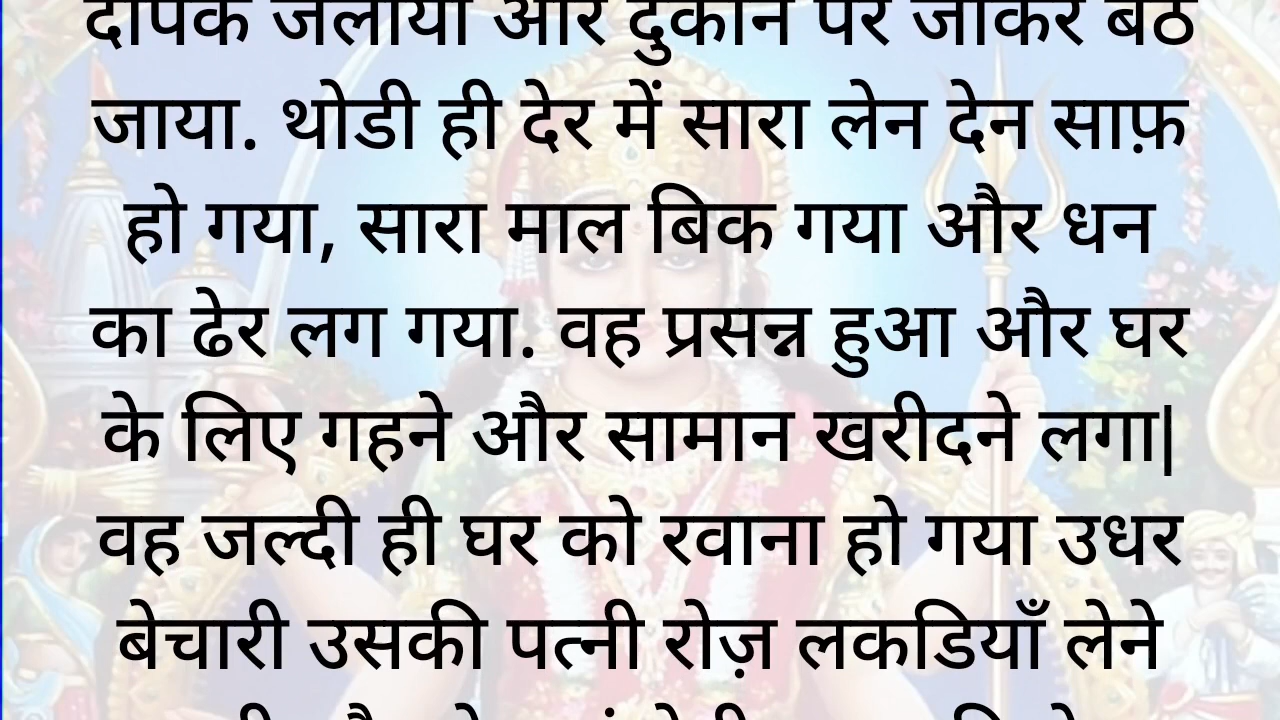 दीपक जलाया और दुकान पर जाकर बैठ
जाया. थोडी ही देर में सारा लेन देन साफ़
हो गया, सारा माल बिक गया और धन
का ढेर लग गया. वह प्रसन्न हुआ और घर
के लिए गहने और सामान खरीदने लगा|
वह जल्दी ही घर को रवाना हो गया उधर
बेचारी उसकी पत्नी रोज़ लकडियाँ लेने